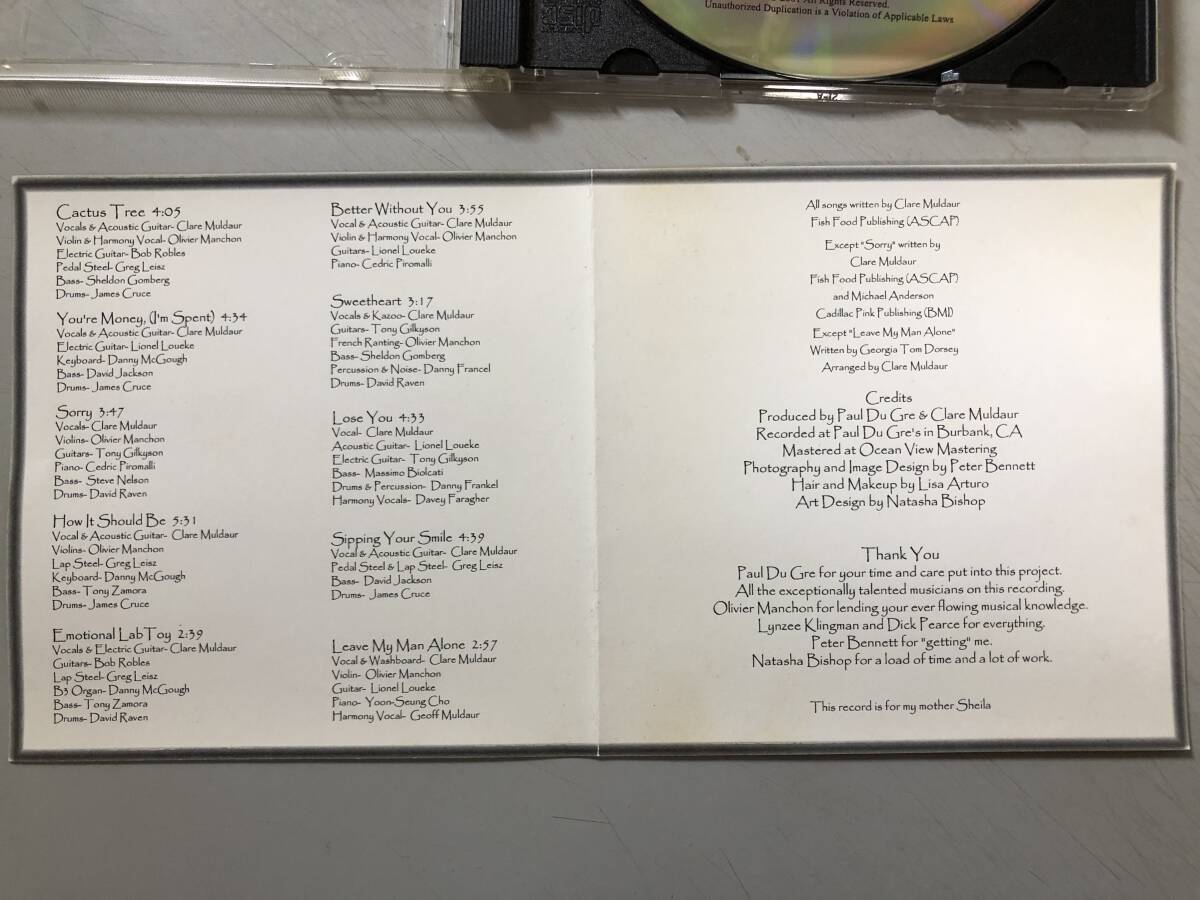 2001 All Rights Reserved.
Unauthorized Duplication is a Violation of Applicable Laws
Cactus Tree 4:05
Vocals & Acoustic Guitar- Clare Muldaur
Violin & Harmony Vocal- Olivier Manchon
Electric Guitar- Bob Robles
Pedal Steel- Greg Leisz
Bass- Sheldon Gomberg
Drums- James Cruce
You're Money, (I'm Spent) 4:34
Vocals & Acoustic Guitar- Clare Muldaur
Electric Guitar- Lionel Loueke
Keyboard- Danny McGough
Bass- David Jackson
Drums- James Cruce
Sorry 3:47
Vocals- Clare Muldaur
Violins- Olivier Manchon
Guitars- Tony Gilkyson
Piano- Cedric Piromalli
Bass- Steve Nelson
Drums- David Raven
How It Should Be 5:31
Vocal & Acoustic Guitar- Clare Muldaur
Violins- Olivier Manchon
Lap Steel- Greg Leisz
Keyboard- Danny McGough
Bass- Tony Zamora
Drums- James Cruce
Emotional Lab Toy 2:39
Vocals & Electric Guitar- Clare Muldaur
Guitars- Bob Robles
Lap Steel- Greg Leisz
B3 Organ- Danny McGough
Bass- Tony Zamora
Drums- David Raven
Better Without You 3:55
Vocal & Acoustic Guitar- Clare Muldaur
Violin & Harmony Vocal- Olivier Manchon
Guitars- Lionel Loueke
Piano- Cedric Piromalli
Sweetheart 3:17
Vocals & Kazoo- Clare Muldaur
Guitars- Tony Gilkyson
French Ranting- Olivier Manchon
Bass- Sheldon Gomberg
Percussion & Noise- Danny Francel
Drums- David Raven
Lose You 4:33
Vocal- Clare Muldaur
Acoustic Guitar- Lionel Loueke
Electric Guitar- Tony Gilkyson
Bass- Massimo Biolcati
Drums & Percussion- Danny Frankel
Harmony Vocals- Davey Faragher
Sipping Your Smile 4:39
Vocal & Acoustic Guitar- Clare Muldaur
Pedal Steel & Lap Steel- Greg Leisz
Bass- David Jackson
Drums- James Cruce
Leave My Man Alone 2:57
Vocal & Washboard- Clare Muldaur
Violin- Olivier Manchon
Guitar- Lionel Loueke
Piano- Yoon-Seung Cho
Harmony Vocal- Geoff Muldaur
All songs written by Clare Muldaur
Fish Food Publishing (ASCAP)
Except "Sorry" written by
Clare Muldaur
Fish Food Publishing (ASCAP)
and Michael Anderson
Cadillac Pink Publishing (BMI)
Except "Leave My Man Alone"
Written by Georgia Tom Dorsey
Arranged by Clare Muldaur
Credits
Produced by Paul Du Gre & Clare Muldaur
Recorded at Paul Du Gre's in Burbank, CA
Mastered at Ocean View Mastering
Photography and Image Design by Peter Bennett
Hair and Makeup by Lisa Arturo
Art Design by Natasha Bishop
Thank You
Paul Du Gre for your time and care put into this project.
All the exceptionally talented musicians on this recording.
Olivier Manchon for lending your ever flowing musical knowledge.
Lynzee Klingman and Dick Pearce for everything.
Peter Bennett for "getting" me.
Natasha Bishop for a load of time and a lot of work.
This record is for my mother Sheila